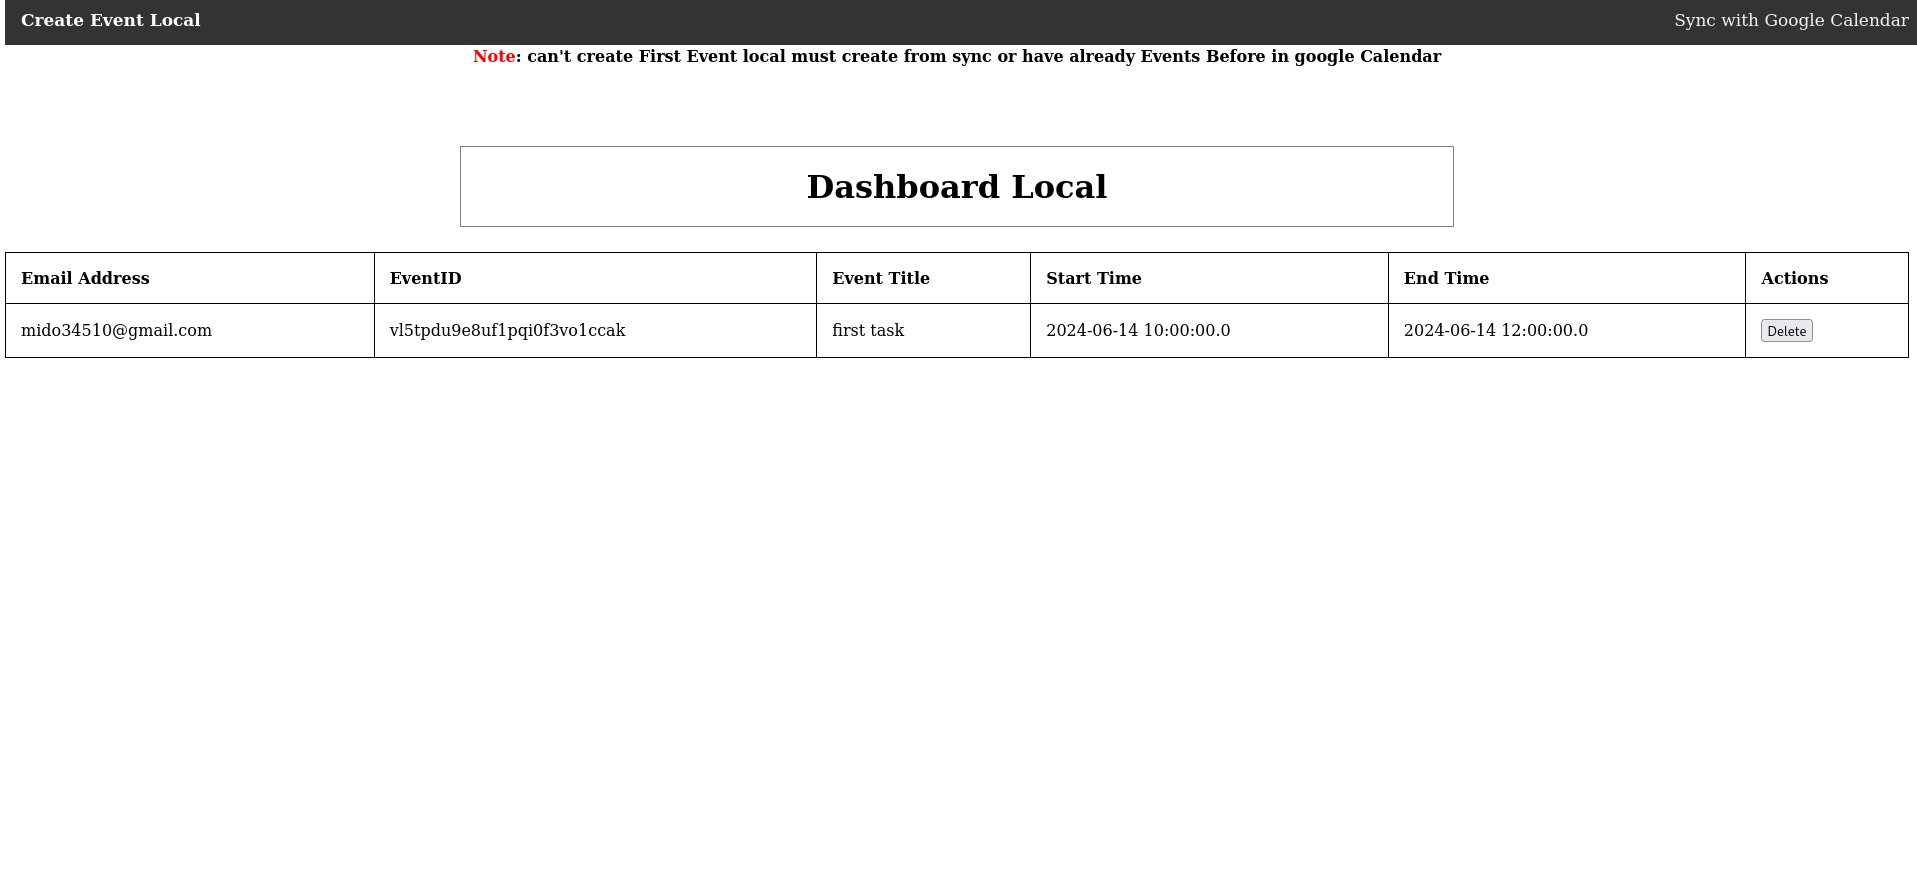 Create Event Local Sync with Google Calendar
Note: can't create First Event local must create from sync or have already Events Before in google Calendar
Dashboard Local
Email Address EventID Event Title Start Time End Time Actions
mido34510@gmail.com vl5tpdu9e8uf1pqi0f3vo1ccak first task 2024-06-14 10:00:00.0 2024-06-14 12:00:00.0 Delete